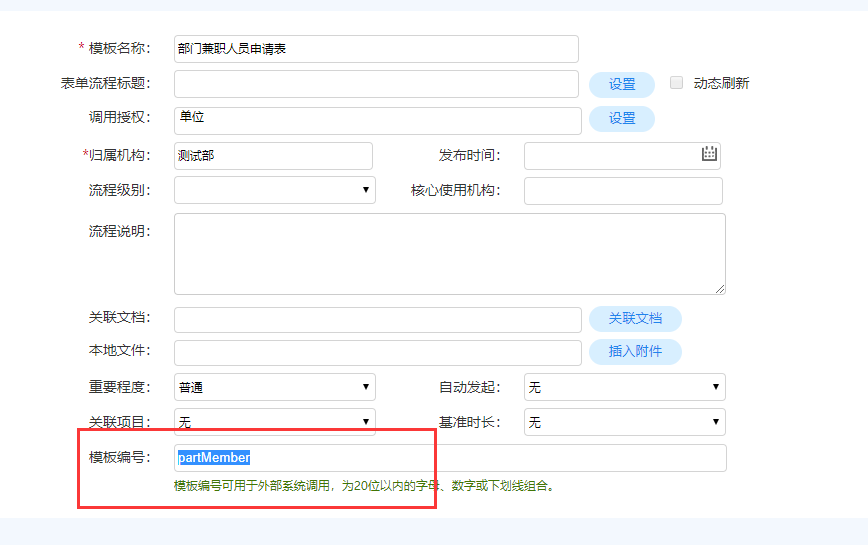 * 模板名称: 部门兼职人员申请表
表单流程标题: 设置 动态刷新
调用授权: 单位 设置
*归属机构: 测试部 发布时间:
流程级别: 核心使用机构:
流程说明:
关联文档: 关联文档
本地文件: 插入附件
重要程度: 普通 自动发起: 无
关联项目: 无 基准时长: 无
模板编号: partMember
模板编号可用于外部系统调用，为20位以内的字母、数字或下划线组合。